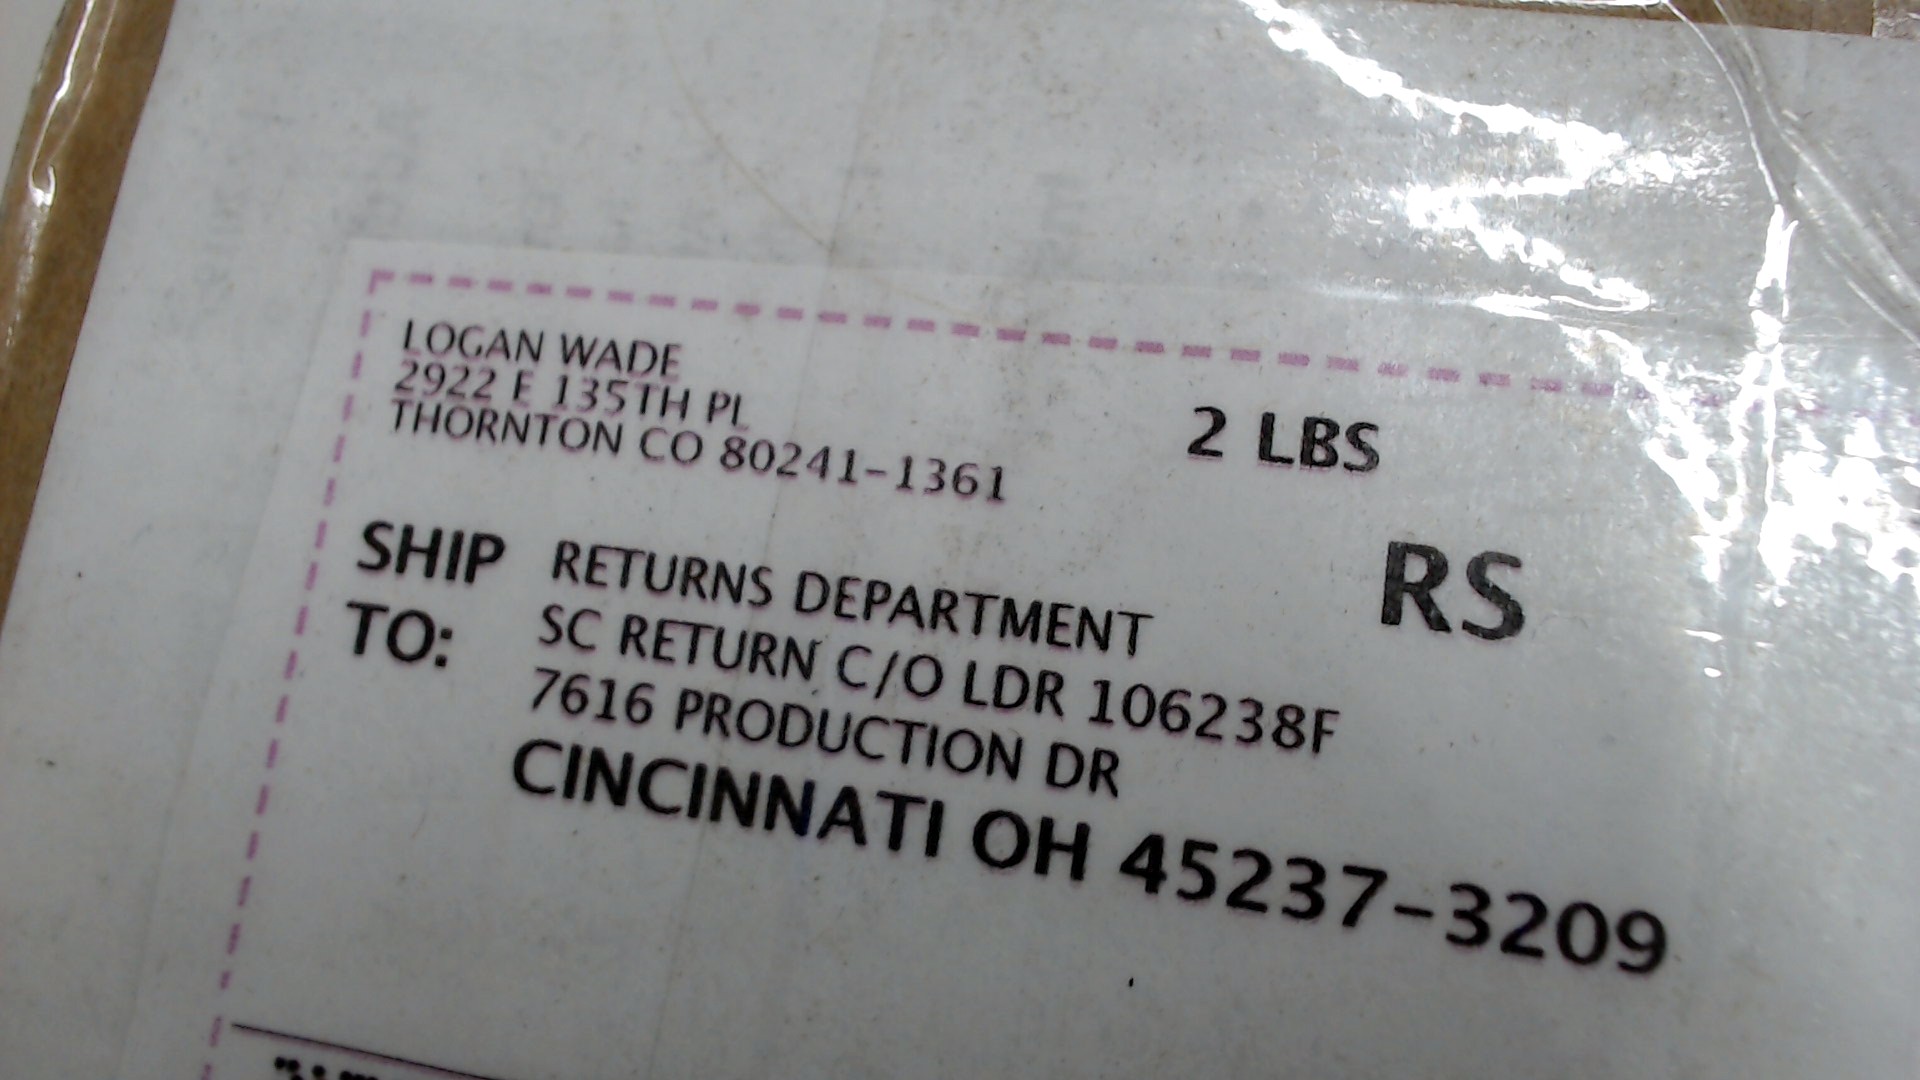 LOGAN WADE
2922 E 135TH PL
THORNTON CO 80241-1361
2 LBS
RS
SHIP TO:
RETURNS DEPARTMENT
SC RETURN C/O LDR 106238F
7616 PRODUCTION DR
CINCINNATI OH 45237-3209